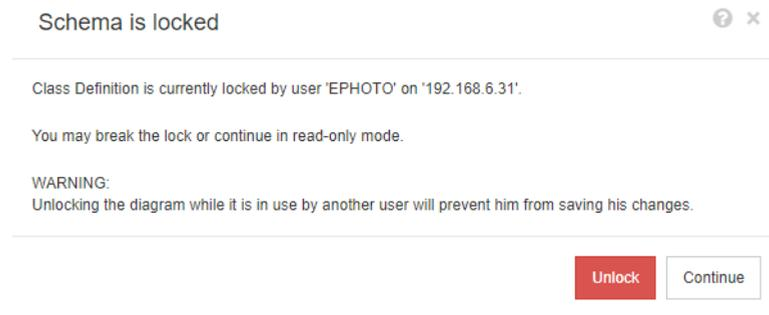 Schema is locked
Class Definition is currently locked by user 'EPHOTO' on '192.168.6.31'.
You may break the lock or continue in read-only mode.
WARNING:
Unlocking the diagram while it is in use by another user will prevent him from saving his changes.
Unlock Continue